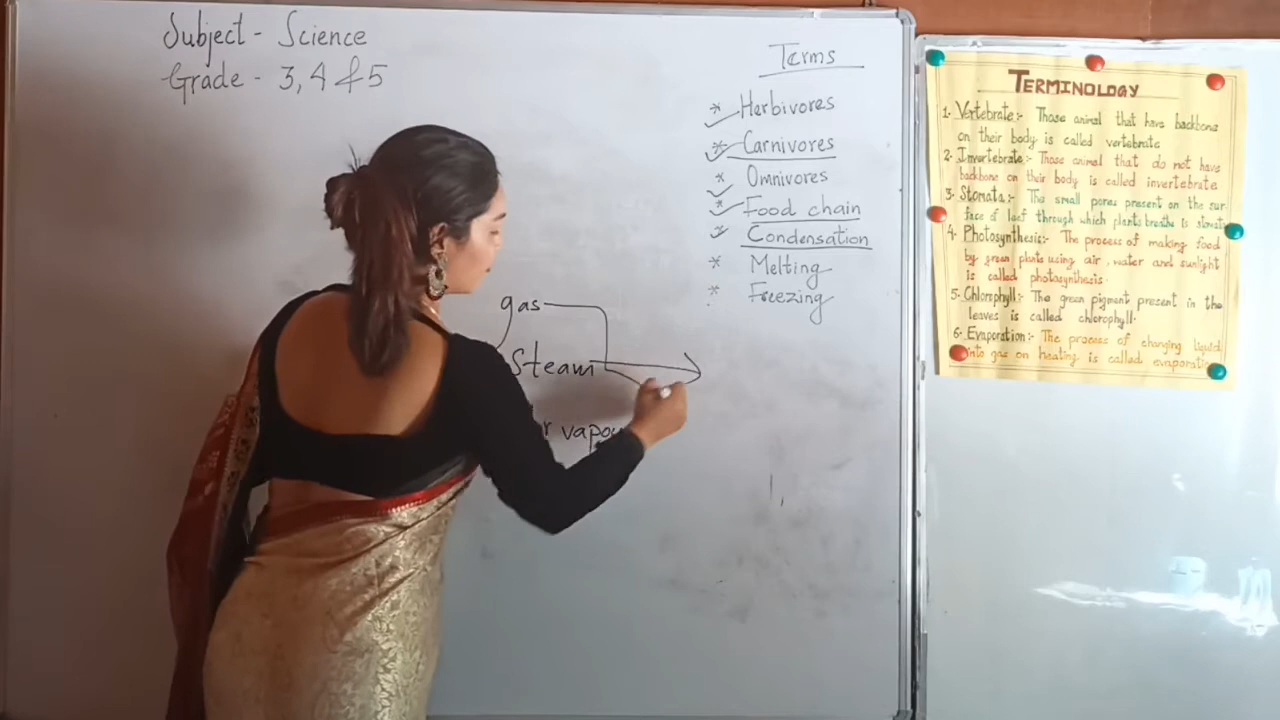 Subject - Science
Grade - 3, 4 & 5
gas
Steam
vapou
Terms
* Herbivores
* Carnivores
* Omnivores
* Food chain
* Condensation
* Melting
* Freezing
TERMINOLOGY
1. Vertebrate:- Those animal that have backbone
on their body is called vertebrate
2. Invertebrate:- Those animal that do not have
backbone on their body is called invertebrate
3. Stomata:- The small pores present on the sur
face of leaf through which plants breathe is stomata
4. Photosynthesis:- The process of making food
by green plants using air, water and sunlight
is called photosynthesis.
5. Chlorophyll:- The green pigment present in the
leaves is called chlorophyll.
6. Evaporation:- The process of changing liquid
into gas on heating is called evaporation